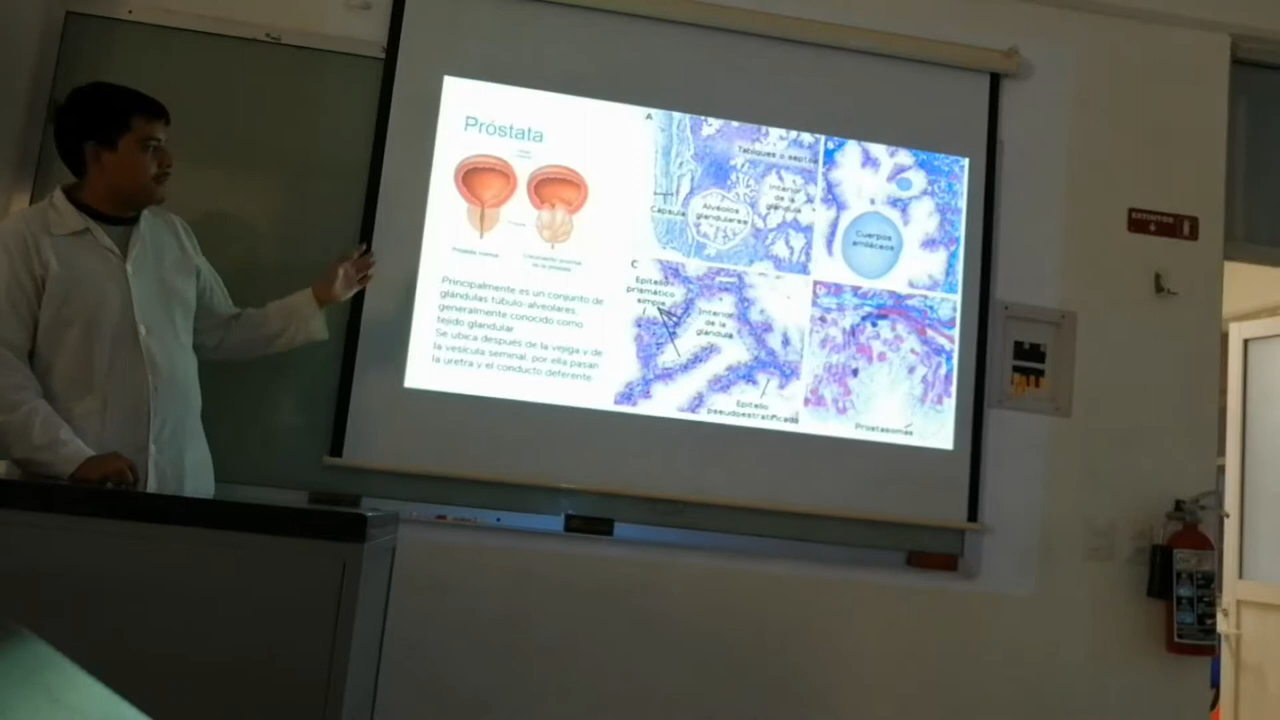 Próstata
Principalmente es un conjunto de
glándulas túbulo-alveolares,
generalmente conocido como
tejido glandular
Se ubica después de la vejiga y de
la vesícula seminal, por ella pasan
la uretra y el conducto deferente.
A
Tabiques o septos
Cápsula
Alvéolos
glandulares
Interior
de la
glándula
Cuerpos
amiláceos
C
Epitelio
prismático
simple
Interior
de la
glándula
Epitelio
pseudoestratificado
D
Prostasomas
EXTINTOR